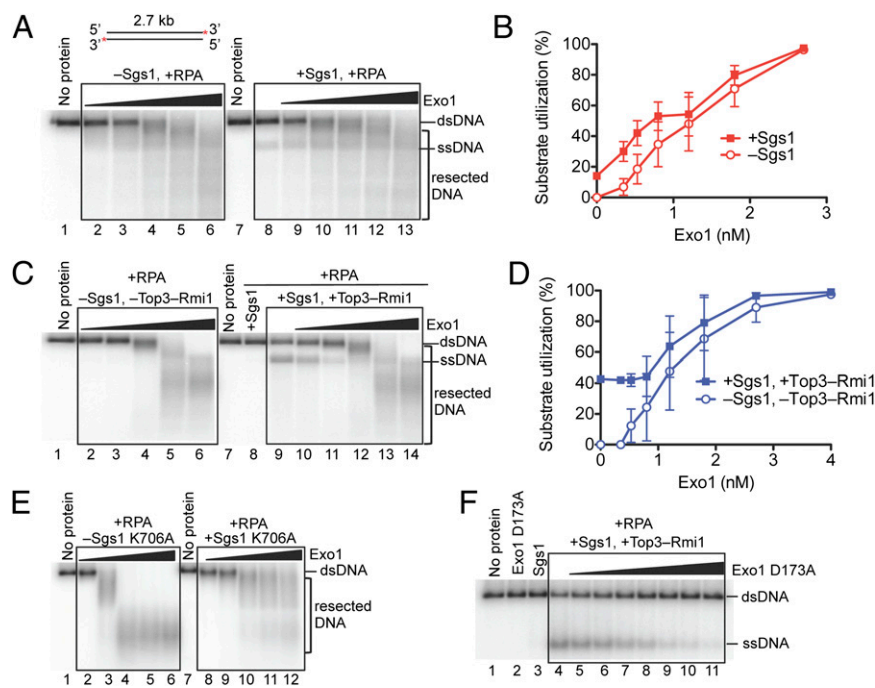 A
2.7 kb
5′ * 3′
3′ * 5′
No protein
–Sgs1, +RPA
No protein
+Sgs1, +RPA
Exo1
dsDNA
ssDNA
resected
DNA
1 2 3 4 5 6 7 8 9 10 11 12 13
B
Substrate utilization (%)
100
80
60
40
20
0
+Sgs1
–Sgs1
0 1 2 3
Exo1 (nM)
C
No protein
+RPA
–Sgs1, –Top3–Rmi1
No protein
+Sgs1
+RPA
+Sgs1, +Top3–Rmi1
Exo1
dsDNA
ssDNA
resected
DNA
1 2 3 4 5 6 7 8 9 10 11 12 13 14
D
Substrate utilization (%)
100
80
60
40
20
0
+Sgs1, +Top3–Rmi1
–Sgs1, –Top3–Rmi1
0 1 2 3 4
Exo1 (nM)
E
No protein
+RPA
–Sgs1 K706A
No protein
+RPA
+Sgs1 K706A
Exo1
dsDNA
resected
DNA
1 2 3 4 5 6 7 8 9 10 11 12
F
No protein
Exo1 D173A
Sgs1
+RPA
+Sgs1, +Top3–Rmi1
Exo1 D173A
dsDNA
ssDNA
1 2 3 4 5 6 7 8 9 10 11